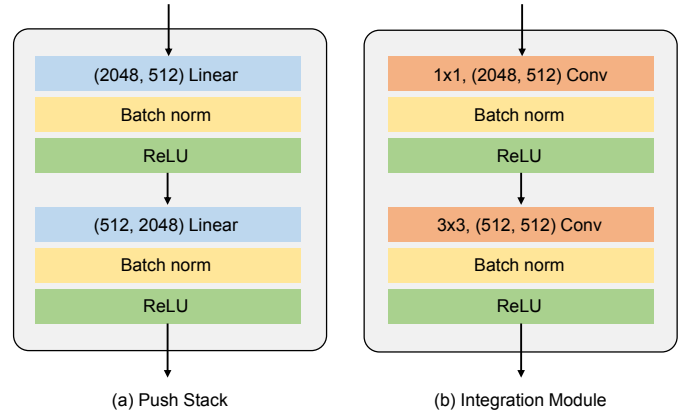 (2048, 512) Linear
Batch norm
ReLU
(512, 2048) Linear
Batch norm
ReLU
(a) Push Stack
1x1, (2048, 512) Conv
Batch norm
ReLU
3x3, (512, 512) Conv
Batch norm
ReLU
(b) Integration Module